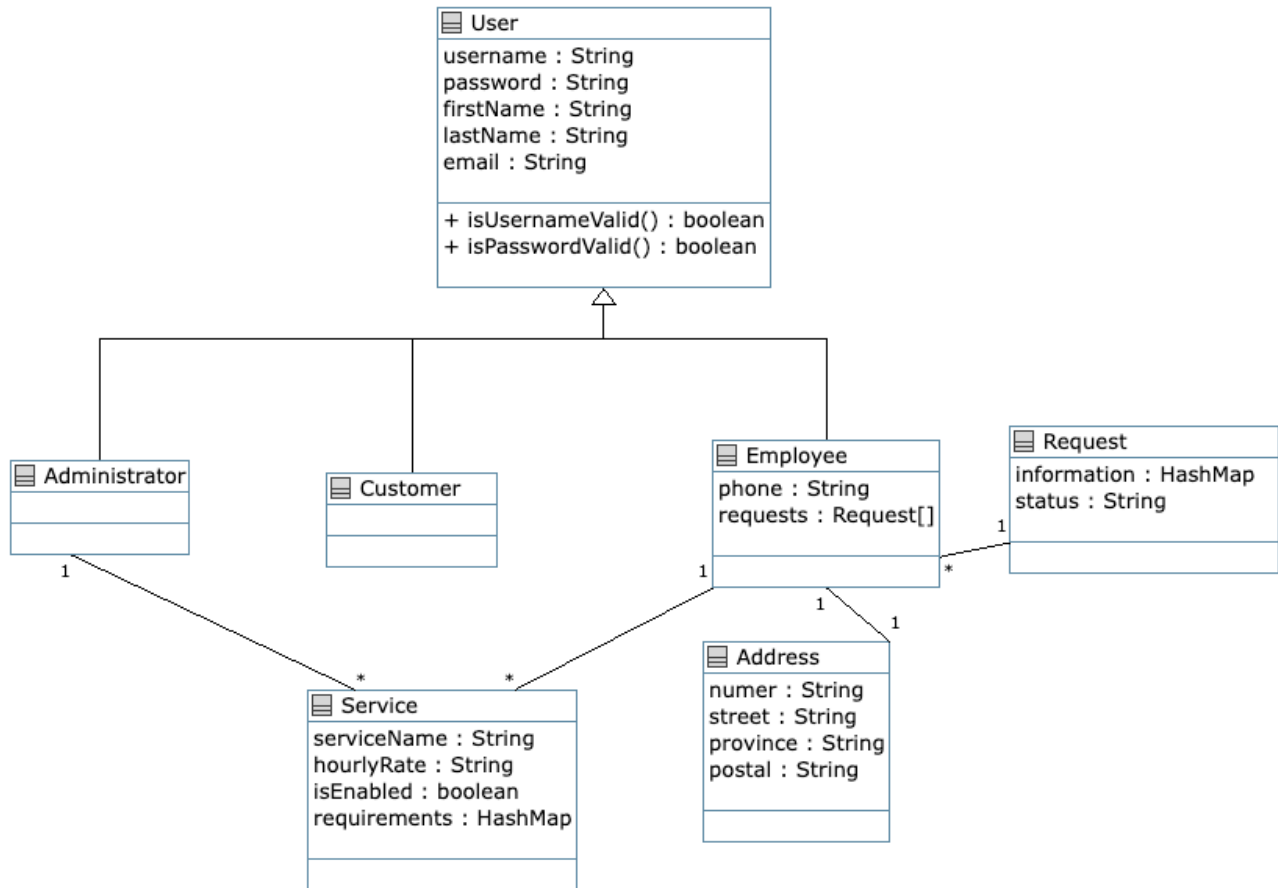 User
username : String
password : String
firstName : String
lastName : String
email : String
+ isUsernameValid() : boolean
+ isPasswordValid() : boolean
Administrator
Customer
Employee
phone : String
requests : Request[]
Request
information : HashMap
status : String
1
1
*
1
1
1
*
*
Address
numer : String
street : String
province : String
postal : String
Service
serviceName : String
hourlyRate : String
isEnabled : boolean
requirements : HashMap